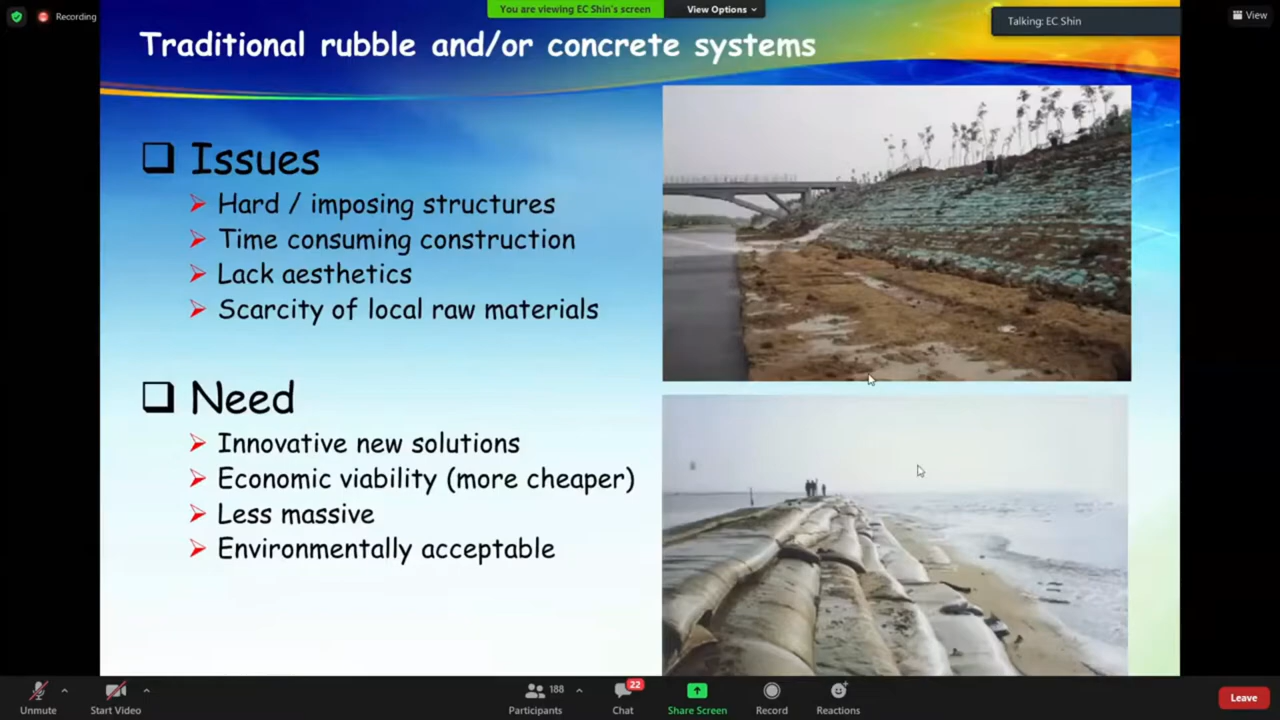 Recording
You are viewing EC Shin's screen
View Options
Talking: EC Shin
View
Traditional rubble and/or concrete systems
Issues
Hard / imposing structures
Time consuming construction
Lack aesthetics
Scarcity of local raw materials
Need
Innovative new solutions
Economic viability (more cheaper)
Less massive
Environmentally acceptable
Unmute
Start Video
188
Participants
22
Chat
Share Screen
Record
Reactions
Leave